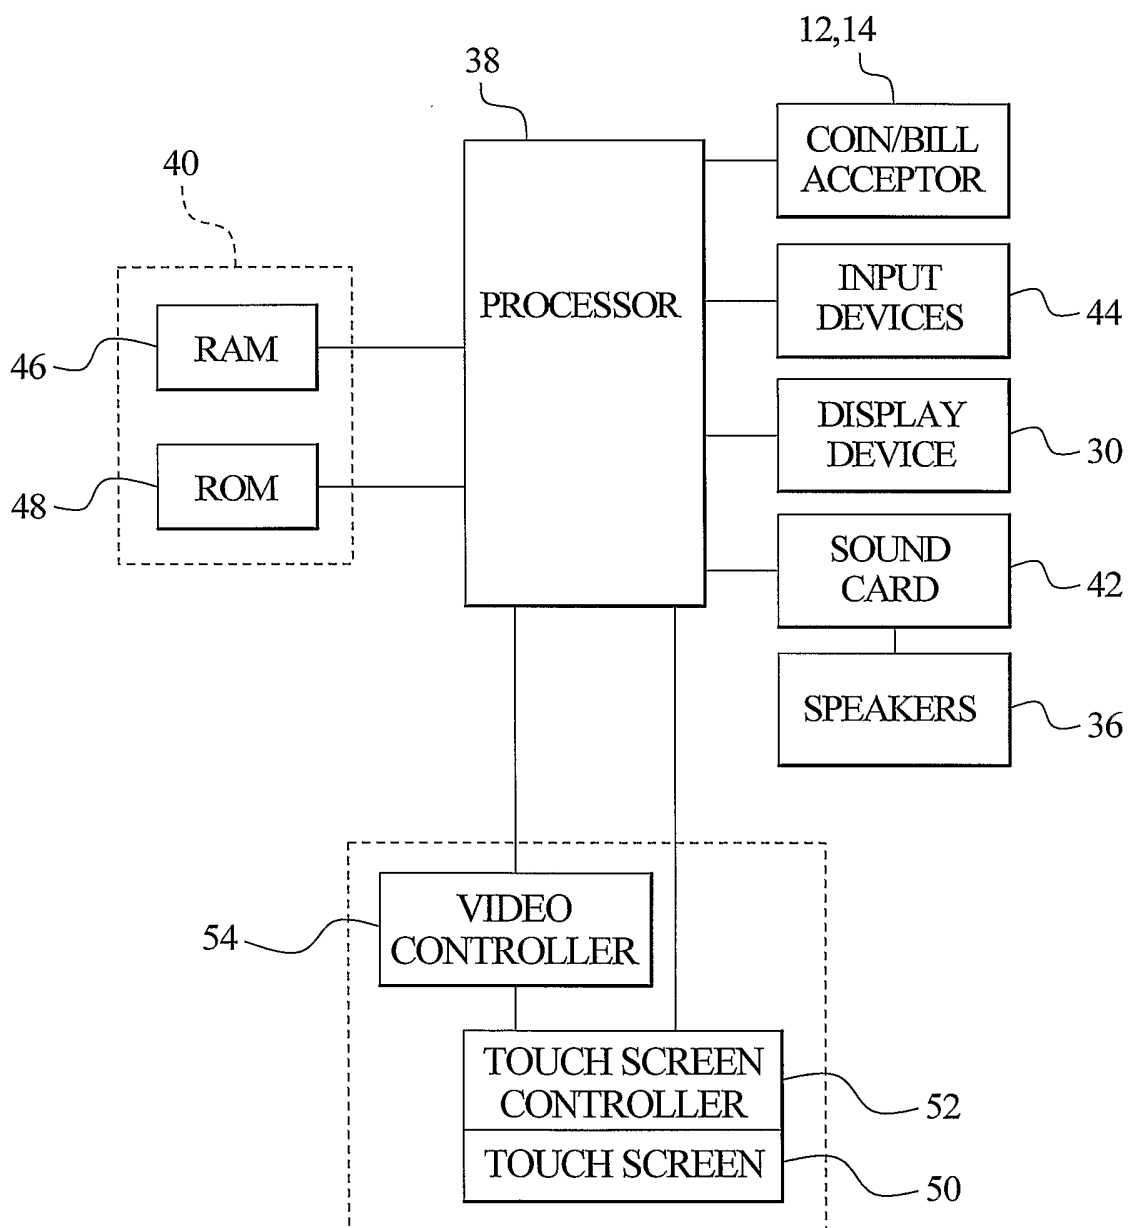 12,14
38
COIN/BILL
ACCEPTOR
40
PROCESSOR
INPUT
DEVICES
44
RAM
46
DISPLAY
DEVICE
30
ROM
48
SOUND
CARD
42
SPEAKERS
36
VIDEO
CONTROLLER
54
TOUCH SCREEN
CONTROLLER
52
TOUCH SCREEN
50